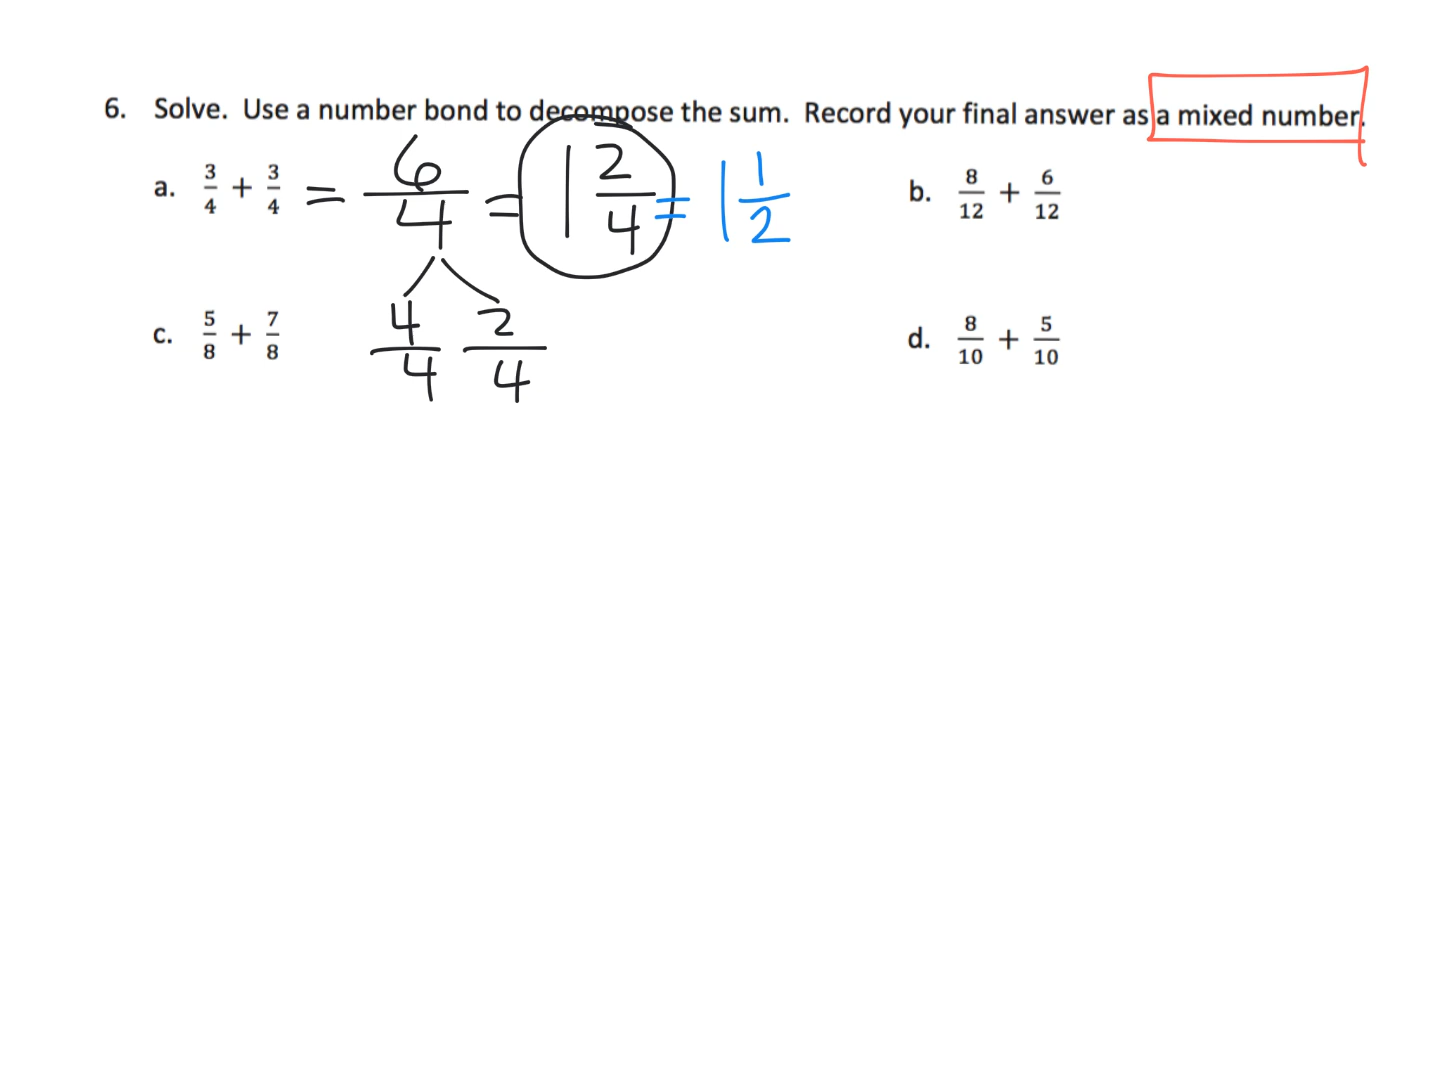 6. Solve. Use a number bond to decompose the sum. Record your final answer as a mixed number.
a. 3/4 + 3/4 = 6/4 = 1 2/4 = 1 1/2
b. 8/12 + 6/12
4/4 2/4
c. 5/8 + 7/8
d. 8/10 + 5/10